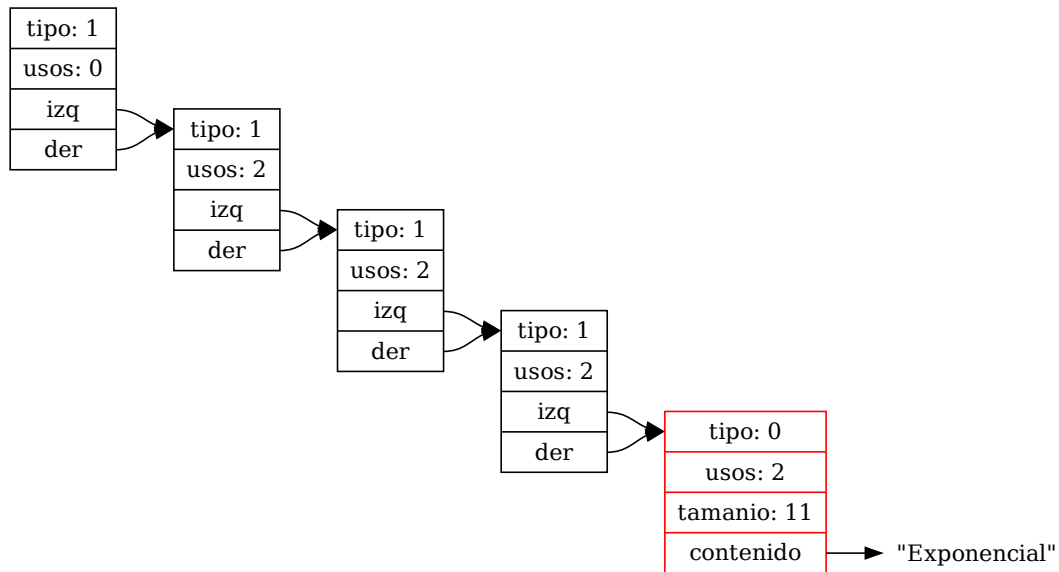 tipo: 1
usos: 0
izq
der
tipo: 1
usos: 2
izq
der
tipo: 1
usos: 2
izq
der
tipo: 1
usos: 2
izq
der
tipo: 0
usos: 2
tamanio: 11
contenido
"Exponencial"